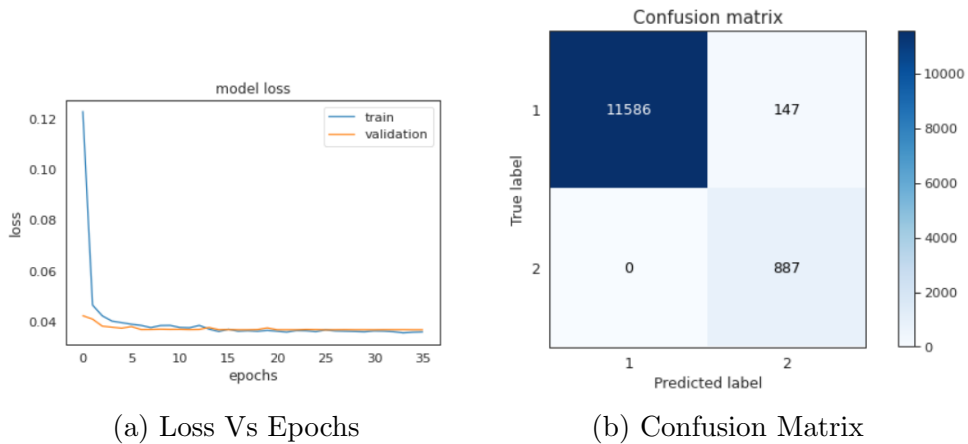 model loss
train
validation
0.12
0.10
0.08
0.06
0.04
loss
0 5 10 15 20 25 30 35
epochs
(a) Loss Vs Epochs
Confusion matrix
1 11586 147
2 0 887
True label
1 2
Predicted label
10000
8000
6000
4000
2000
0
(b) Confusion Matrix